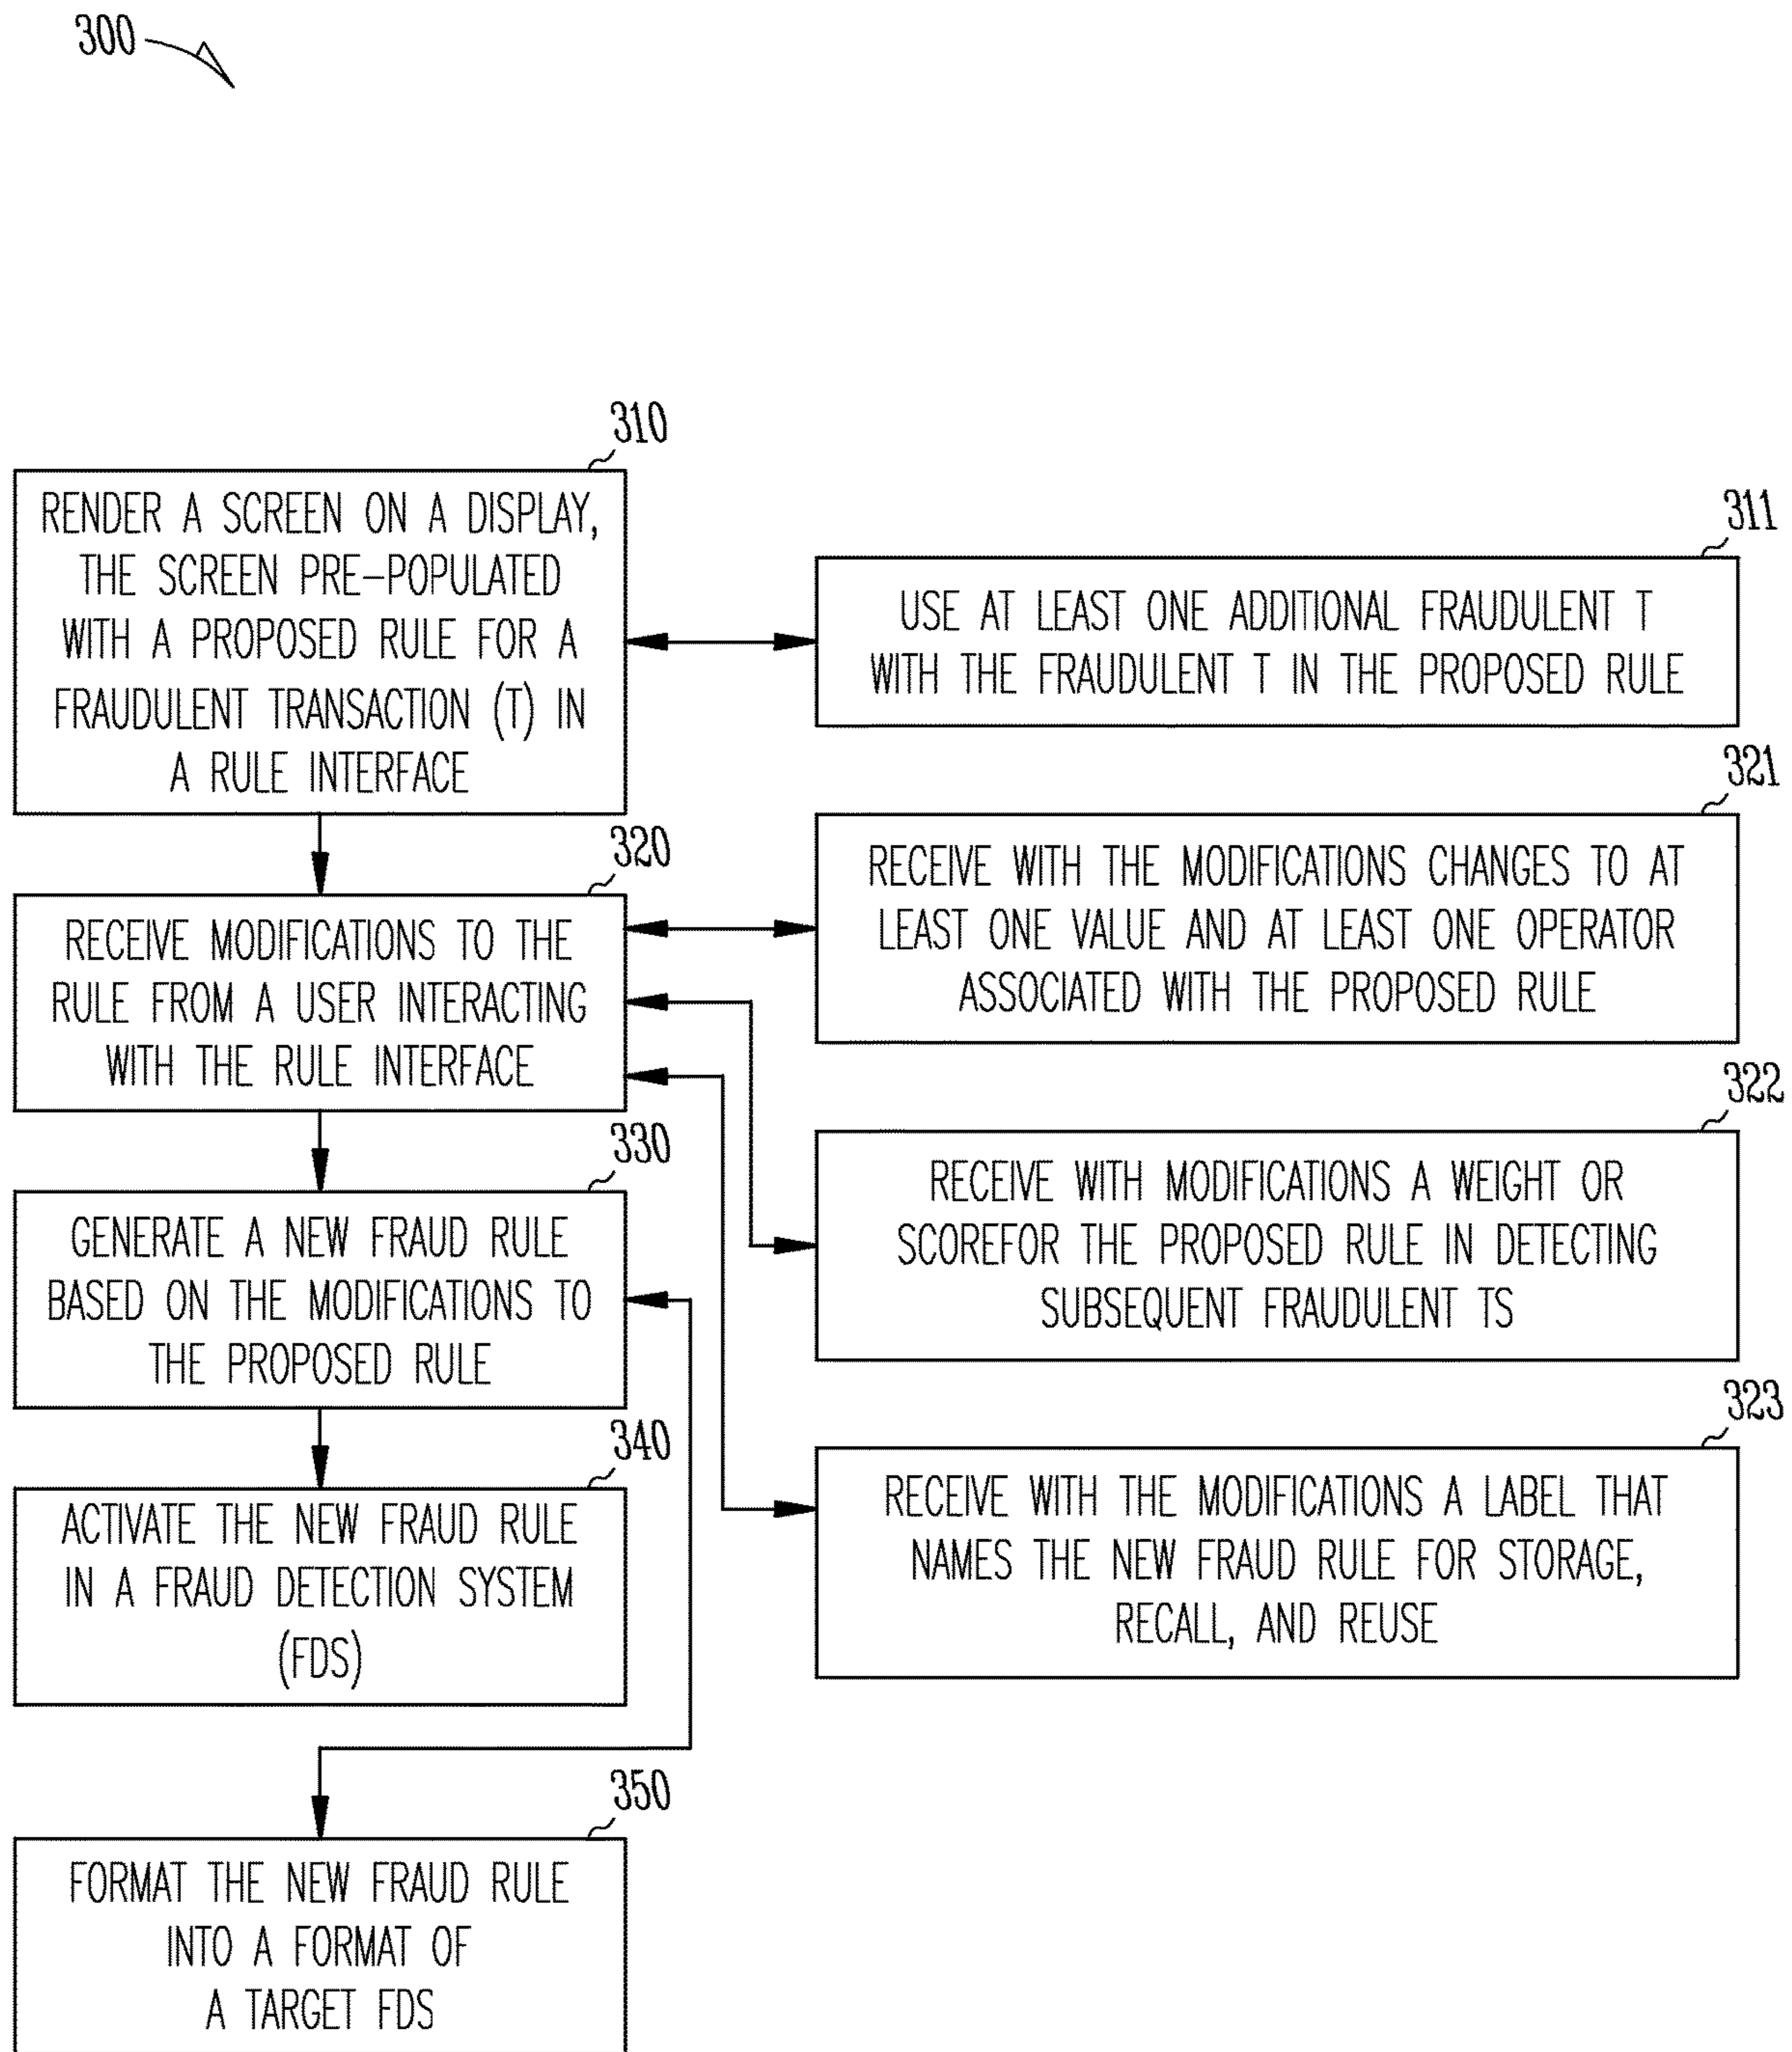 300
310
RENDER A SCREEN ON A DISPLAY,
THE SCREEN PRE-POPULATED
WITH A PROPOSED RULE FOR A
FRAUDULENT TRANSACTION (T) IN
A RULE INTERFACE
311
USE AT LEAST ONE ADDITIONAL FRAUDULENT T
WITH THE FRAUDULENT T IN THE PROPOSED RULE
320
RECEIVE MODIFICATIONS TO THE
RULE FROM A USER INTERACTING
WITH THE RULE INTERFACE
321
RECEIVE WITH THE MODIFICATIONS CHANGES TO AT
LEAST ONE VALUE AND AT LEAST ONE OPERATOR
ASSOCIATED WITH THE PROPOSED RULE
322
RECEIVE WITH MODIFICATIONS A WEIGHT OR
SCOREFOR THE PROPOSED RULE IN DETECTING
SUBSEQUENT FRAUDULENT TS
323
RECEIVE WITH THE MODIFICATIONS A LABEL THAT
NAMES THE NEW FRAUD RULE FOR STORAGE,
RECALL, AND REUSE
330
GENERATE A NEW FRAUD RULE
BASED ON THE MODIFICATIONS TO
THE PROPOSED RULE
340
ACTIVATE THE NEW FRAUD RULE
IN A FRAUD DETECTION SYSTEM
(FDS)
350
FORMAT THE NEW FRAUD RULE
INTO A FORMAT OF
A TARGET FDS